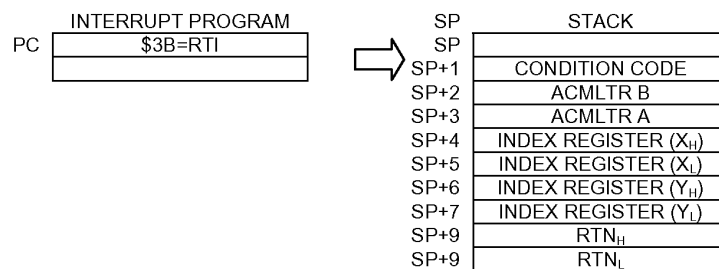 INTERRUPT PROGRAM
PC $3B=RTI
SP STACK
SP
SP+1 CONDITION CODE
SP+2 ACMLTR B
SP+3 ACMLTR A
SP+4 INDEX REGISTER (XH)
SP+5 INDEX REGISTER (XL)
SP+6 INDEX REGISTER (YH)
SP+7 INDEX REGISTER (YL)
SP+9 RTNH
SP+9 RTNL